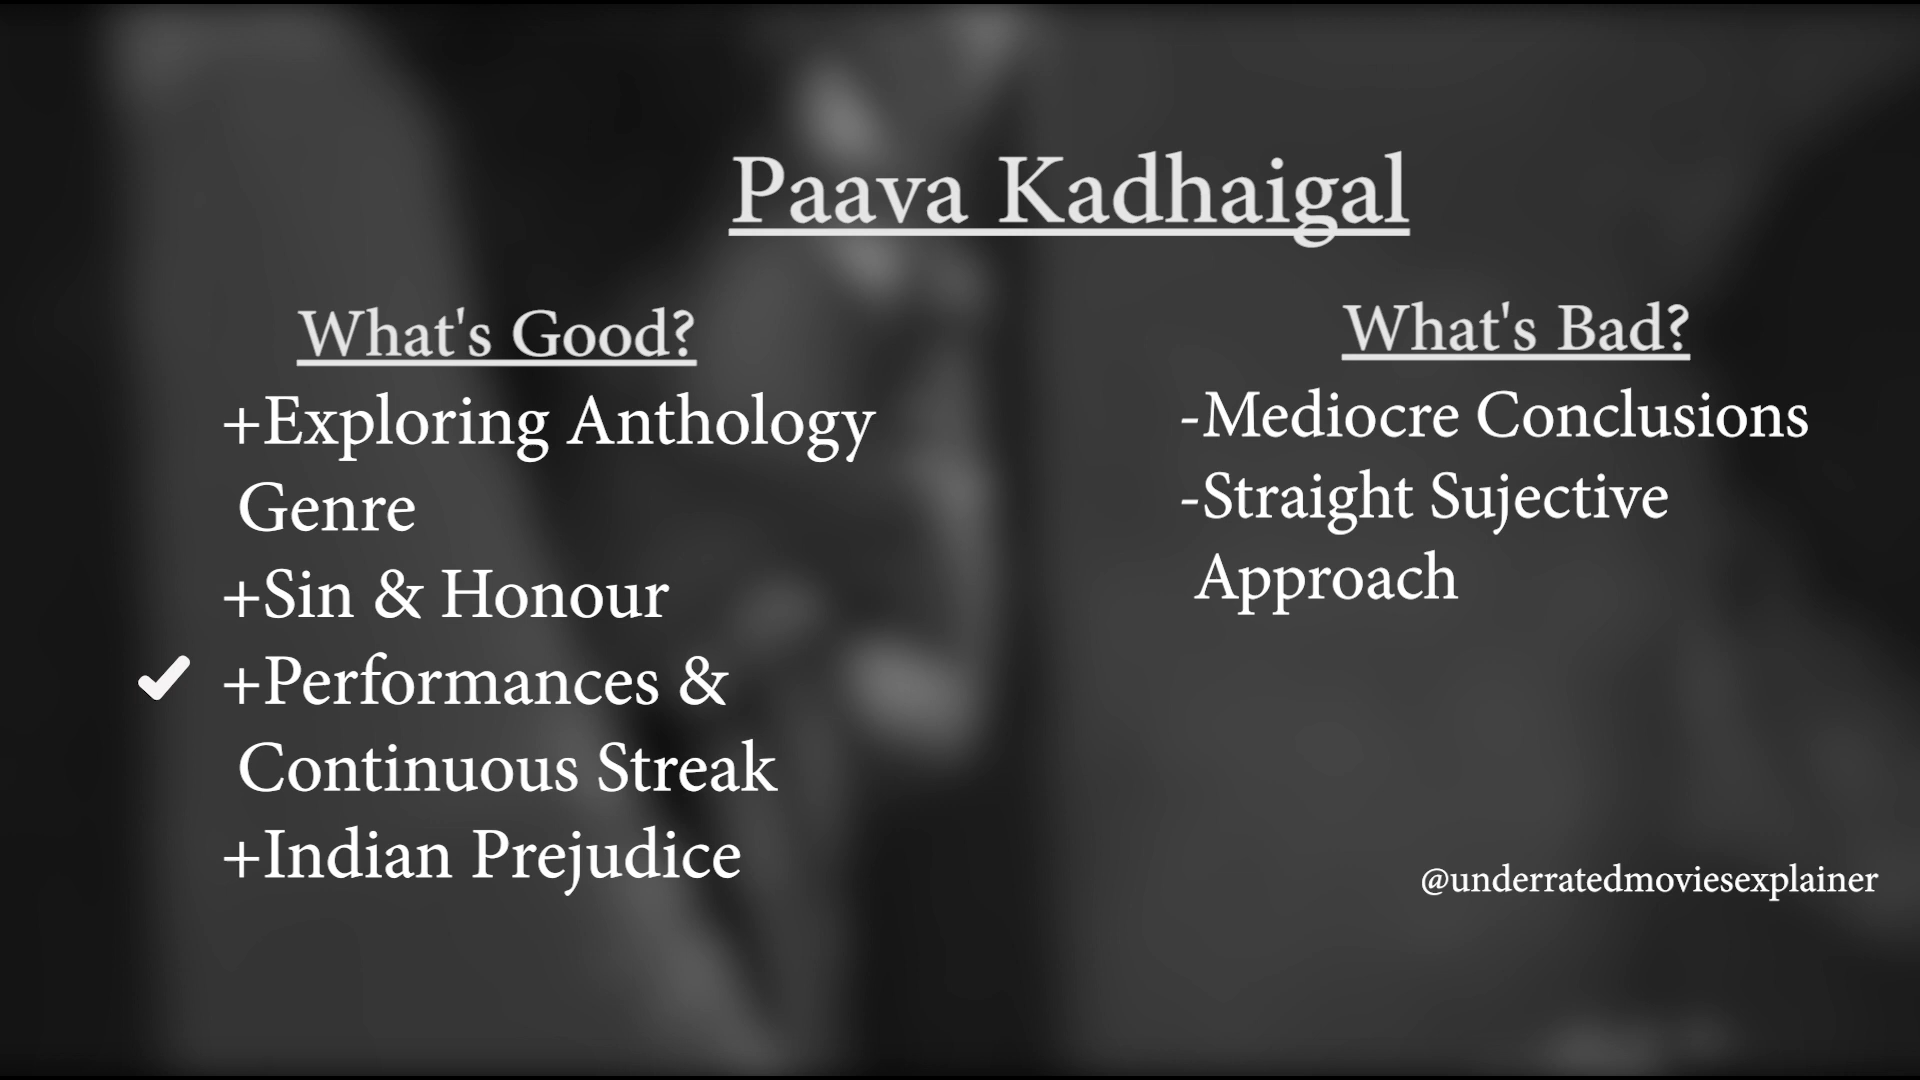 Paava Kadhaigal
What's Good?
+Exploring Anthology
Genre
+Sin & Honour
+Performances &
Continuous Streak
+Indian Prejudice
What's Bad?
-Mediocre Conclusions
-Straight Sujective
Approach
@underratedmoviesexplainer